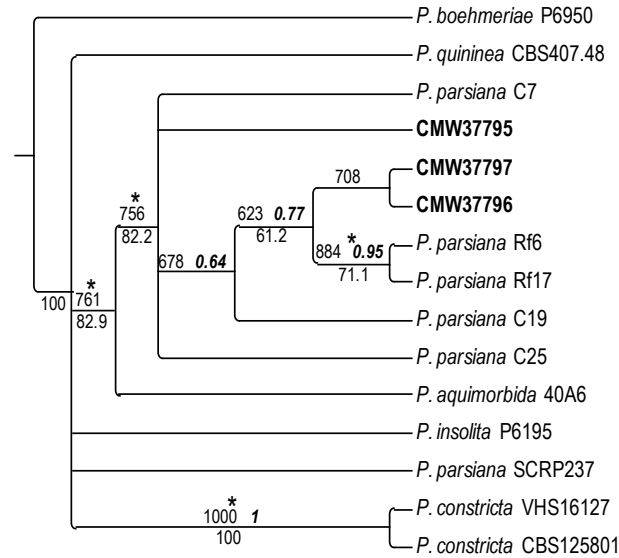 P. boehmeriae P6950
P. quininea CBS407.48
P. parsiana C7
CMW37795
*
756
82.2
708
CMW37797
CMW37796
623 0.77
61.2
*
884 0.95
71.1
P. parsiana Rf6
P. parsiana Rf17
678 0.64
100
*
761
82.9
P. parsiana C19
P. parsiana C25
P. aquimorbida 40A6
P. insolita P6195
P. parsiana SCRP237
*
1000 1
100
P. constricta VHS16127
P. constricta CBS125801